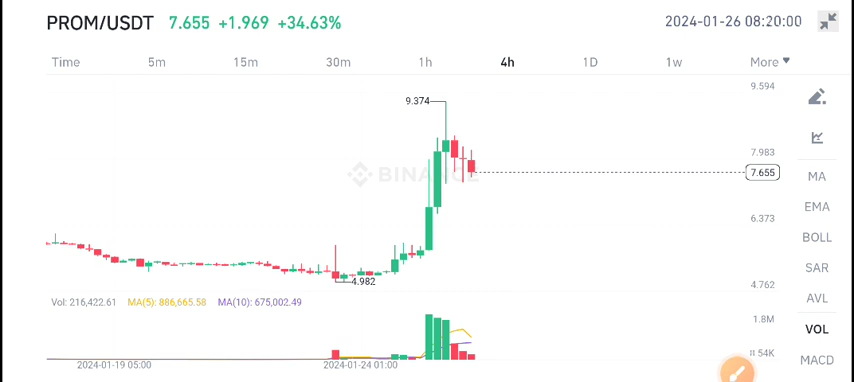 PROM/USDT 7.655 +1.969 +34.63% 2024-01-26 08:20:00
Time 5m 15m 30m 1h 4h 1D 1w More
9.594
9.374
7.983
MA
BINANCE
7.655
EMA
6.373
BOLL
SAR
4.982
4.762
AVL
Vol: 216,422.61 MA(5): 886,665.58 MA(10): 675,002.49
1.8M
VOL
54K
MACD
2024-01-19 05:00 2024-01-24 01:00